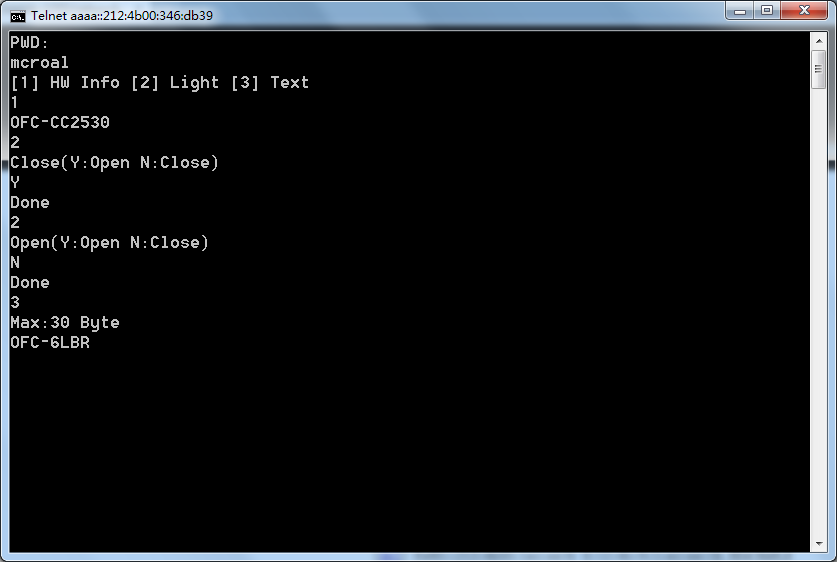 Telnet aaaa::212:4b00:346:db39
PWD:
mcroal
[1] HW Info [2] Light [3] Text
1
OFC-CC2530
2
Close(Y:Open N:Close)
Y
Done
2
Open(Y:Open N:Close)
N
Done
3
Max:30 Byte
OFC-6LBR